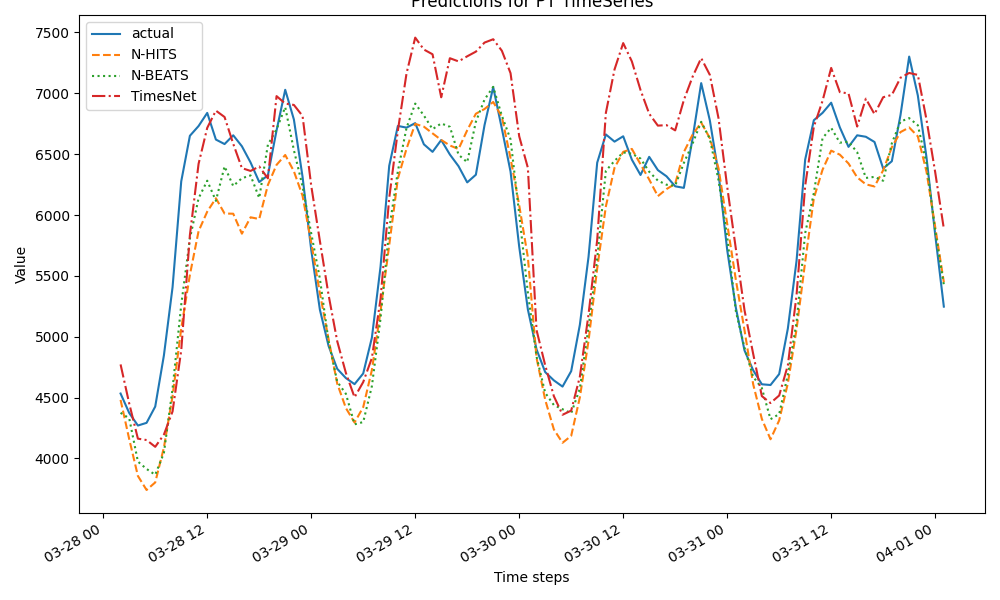 Predictions for PT TimeSeries
actual
N-HITS
N-BEATS
TimesNet
7500
7000
6500
6000
5500
5000
4500
4000
Value
03-28 00
03-28 12
03-29 00
03-29 12
03-30 00
03-30 12
03-31 00
03-31 12
04-01 00
Time steps